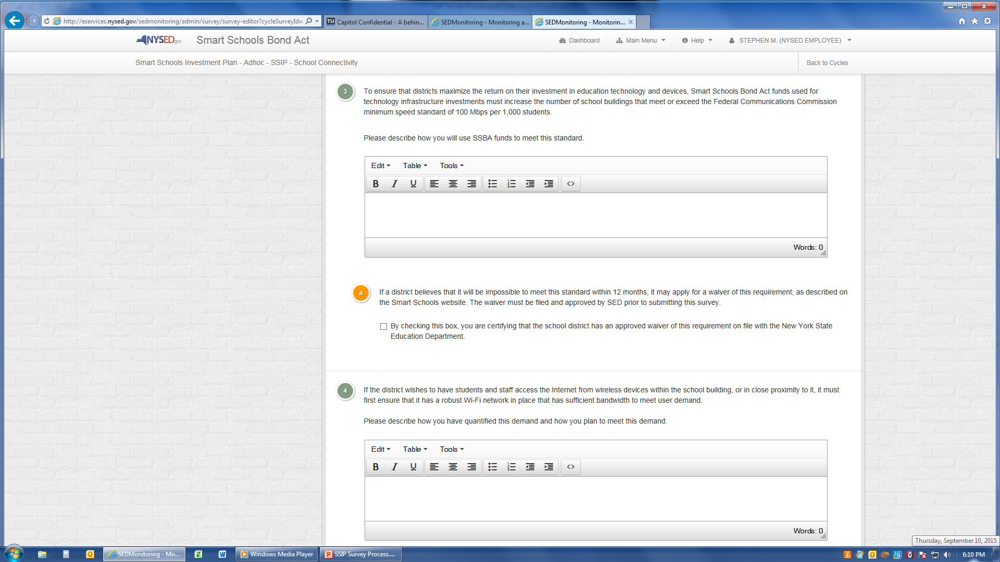 http://eservices.nysed.gov/sedmonitoring/admin/survey/survey-editor?cycleSurveyId=
TU Capitol Confidential - A behin...
SEDMonitoring - Monitoring a...
SEDMonitoring - Monitorin...
NYSED.gov
Smart Schools Bond Act
Dashboard
Main Menu
Help
STEPHEN M. (NYSED EMPLOYEE)
Smart Schools Investment Plan - Adhoc - SSIP - School Connectivity
Back to Cycles
3
To ensure that districts maximize the return on their investment in education technology and devices, Smart Schools Bond Act funds used for
technology infrastructure investments must increase the number of school buildings that meet or exceed the Federal Communications Commission
minimum speed standard of 100 Mbps per 1,000 students.
Please describe how you will use SSBA funds to meet this standard.
Edit Table Tools
B I U <>
Words: 0
a
If a district believes that it will be impossible to meet this standard within 12 months, it may apply for a waiver of this requirement, as described on
the Smart Schools website. The waiver must be filed and approved by SED prior to submitting this survey.
By checking this box, you are certifying that the school district has an approved waiver of this requirement on file with the New York State
Education Department.
4
If the district wishes to have students and staff access the Internet from wireless devices within the school building, or in close proximity to it, it must
first ensure that it has a robust Wi-Fi network in place that has sufficient bandwidth to meet user demand.
Please describe how you have quantified this demand and how you plan to meet this demand.
Edit Table Tools
B I U <>
Words: 0
Thursday, September 10, 2015
SEDMonitoring - Mo...
Windows Media Player
SSIP Survey Process....
6:10 PM